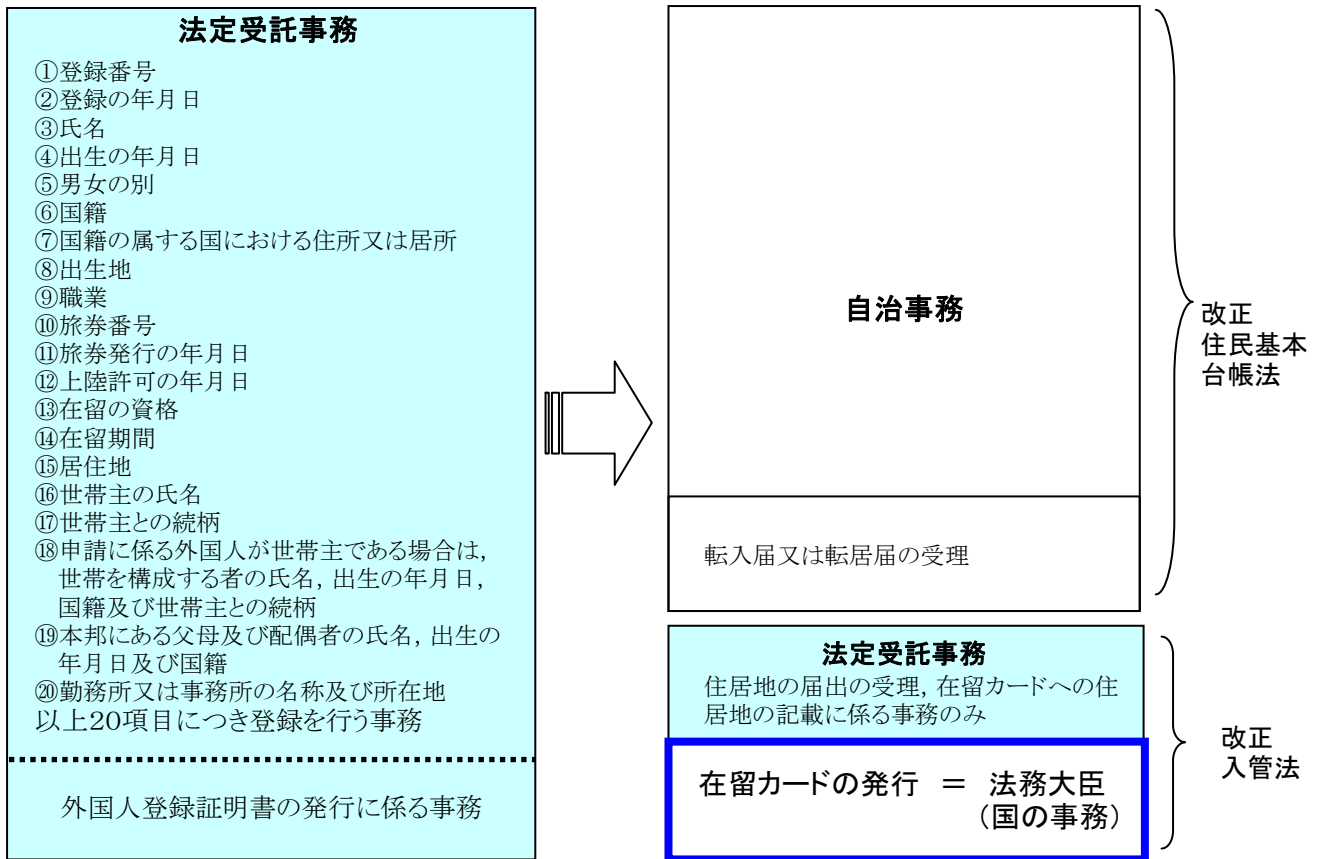 法定受託事務
①登録番号
②登録の年月日
③氏名
④出生の年月日
⑤男女の別
⑥国籍
⑦国籍の属する国における住所又は居所
⑧出生地
⑨職業
⑩旅券番号
⑪旅券発行の年月日
⑫上陸許可の年月日
⑬在留の資格
⑭在留期間
⑮居住地
⑯世帯主の氏名
⑰世帯主との続柄
⑱申請に係る外国人が世帯主である場合は,
世帯を構成する者の氏名, 出生の年月日,
国籍及び世帯主との続柄
⑲本邦にある父母及び配偶者の氏名, 出生の
年月日及び国籍
⑳勤務所又は事務所の名称及び所在地
以上20項目につき登録を行う事務
外国人登録証明書の発行に係る事務
自治事務
転入届又は転居届の受理
改正
住民基本
台帳法
法定受託事務
住居地の届出の受理, 在留カードへの住
居地の記載に係る事務のみ
在留カードの発行 = 法務大臣
(国の事務)
改正
入管法